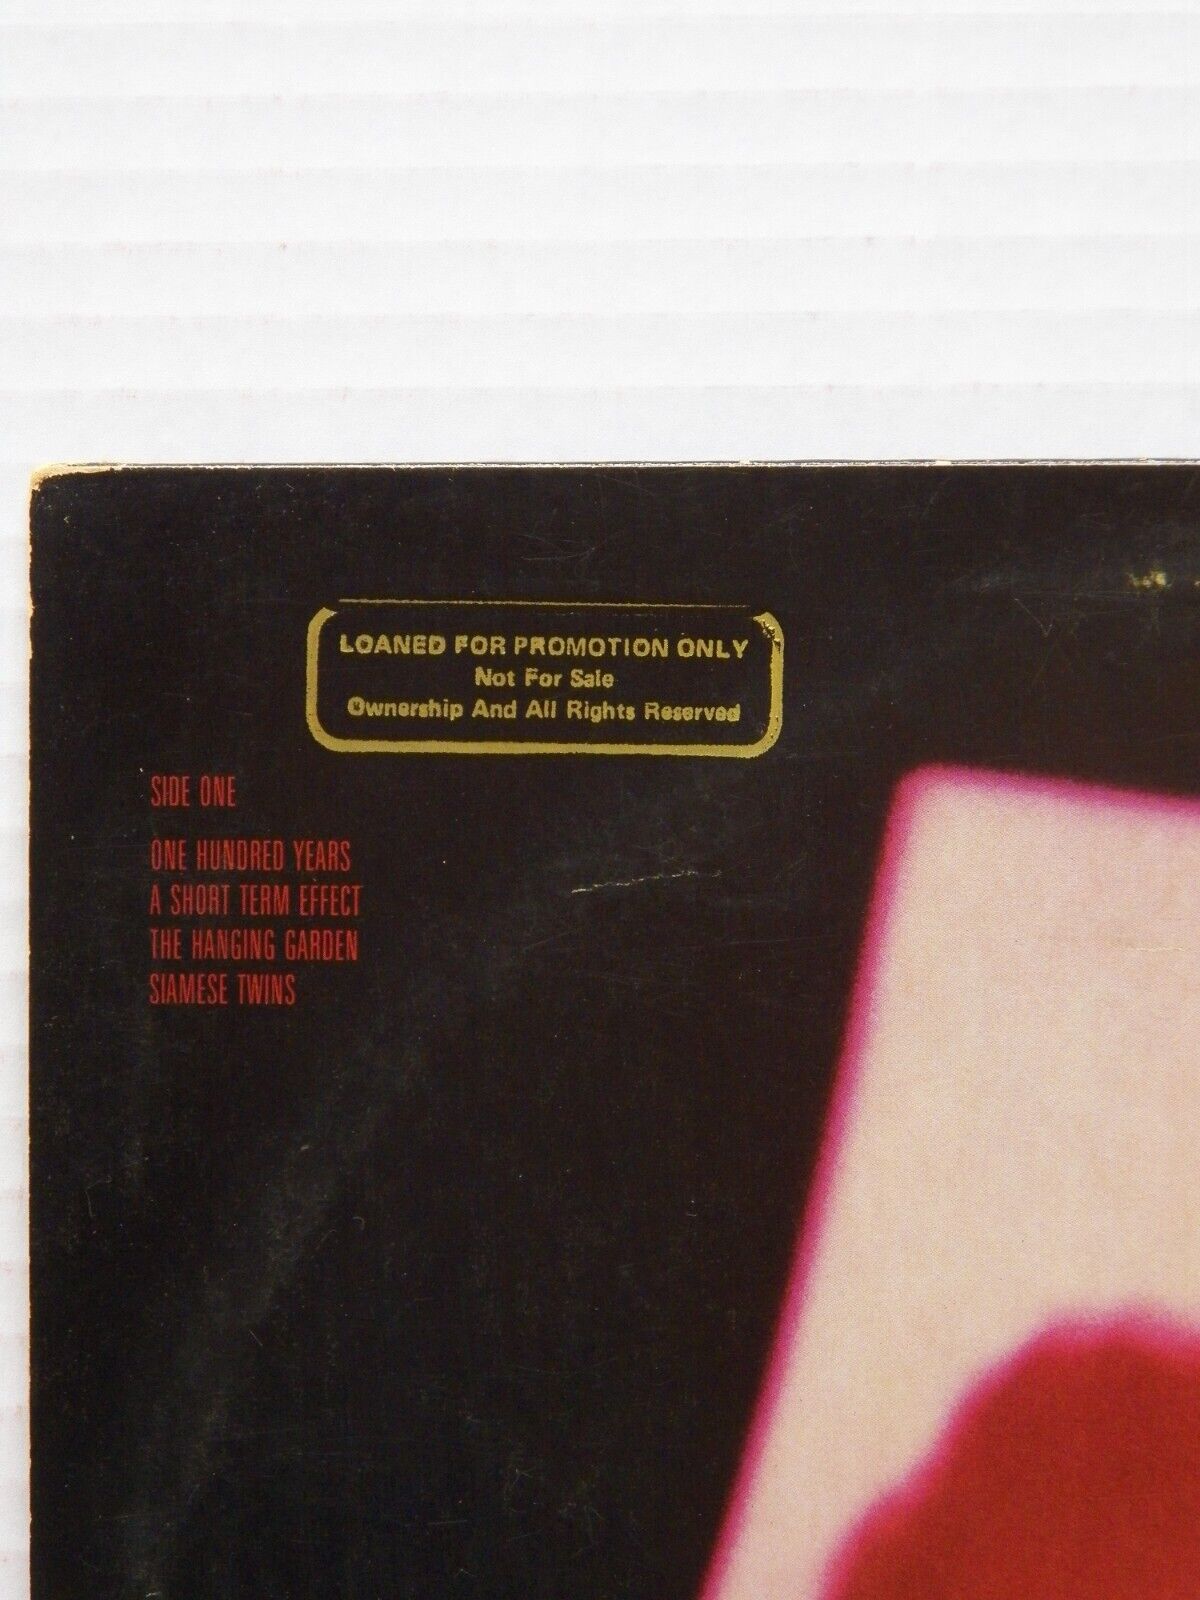 LOANED FOR PROMOTION ONLY
Not For Sale
Ownership And All Rights Reserved
SIDE ONE
ONE HUNDRED YEARS
A SHORT TERM EFFECT
THE HANGING GARDEN
SIAMESE TWINS